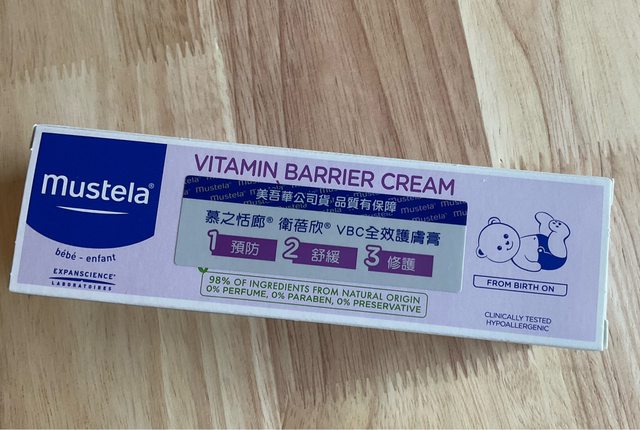 mustela®
bébé - enfant
EXPANSCIENCE®
LABORATOIRES
VITAMIN BARRIER CREAM
美吾華公司貨 品質有保障
慕之恬廊® 衛蓓欣® VBC全效護膚膏
1 預防 2 舒緩 3 修護
98% OF INGREDIENTS FROM NATURAL ORIGIN
0% PERFUME, 0% PARABEN, 0% PRESERVATIVE
FROM BIRTH ON
CLINICALLY TESTED
HYPOALLERGENIC